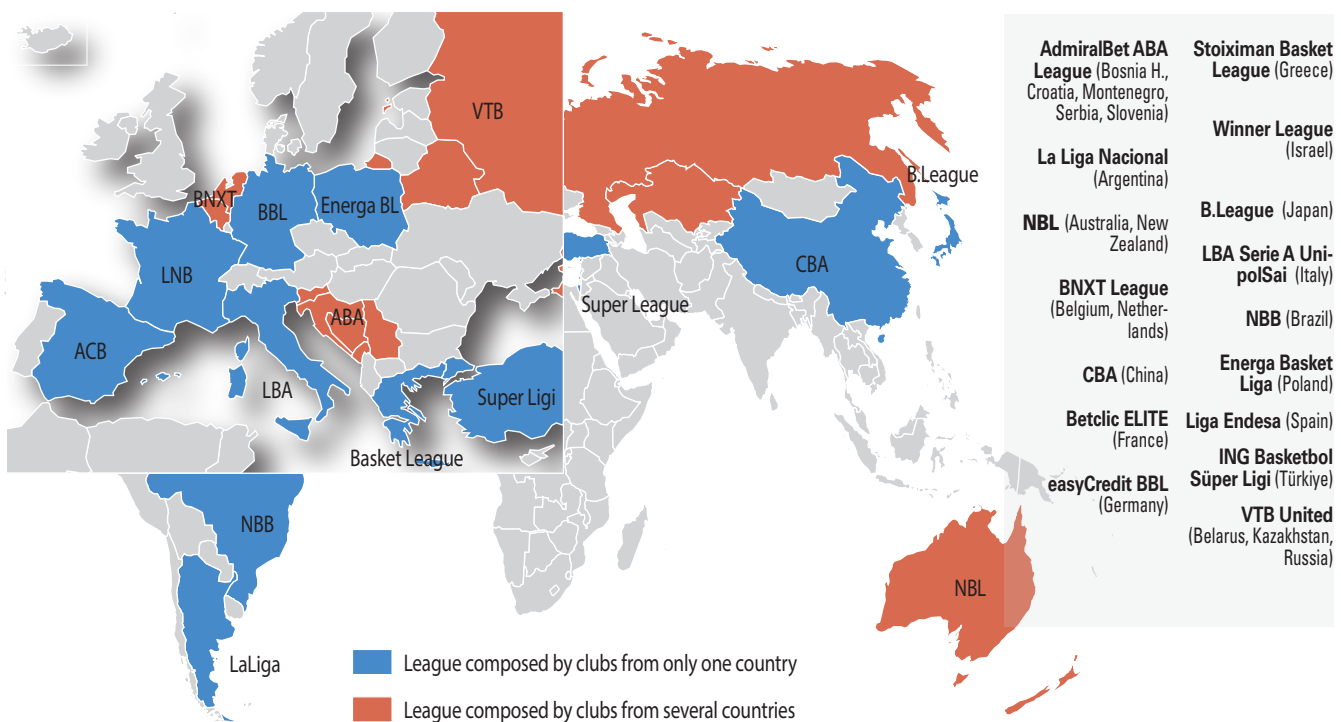 VTB
BNXT
BBL
Energa BL
LNB
ABA
ACB
LBA
Super Ligi
Basket League
B.League
CBA
Super League
NBB
NBL
LaLiga
League composed by clubs from only one country
League composed by clubs from several countries
AdmiralBet ABA
League (Bosnia H.,
Croatia, Montenegro,
Serbia, Slovenia)
La Liga Nacional
(Argentina)
NBL (Australia, New
Zealand)
BNXT League
(Belgium, Nether-
lands)
CBA (China)
Betclic ELITE
(France)
easyCredit BBL
(Germany)
Stoiximan Basket
League (Greece)
Winner League
(Israel)
B.League (Japan)
LBA Serie A Uni-
polSai (Italy)
NBB (Brazil)
Energa Basket
Liga (Poland)
Liga Endesa (Spain)
ING Basketbol
Süper Ligi (Türkiye)
VTB United
(Belarus, Kazakhstan,
Russia)